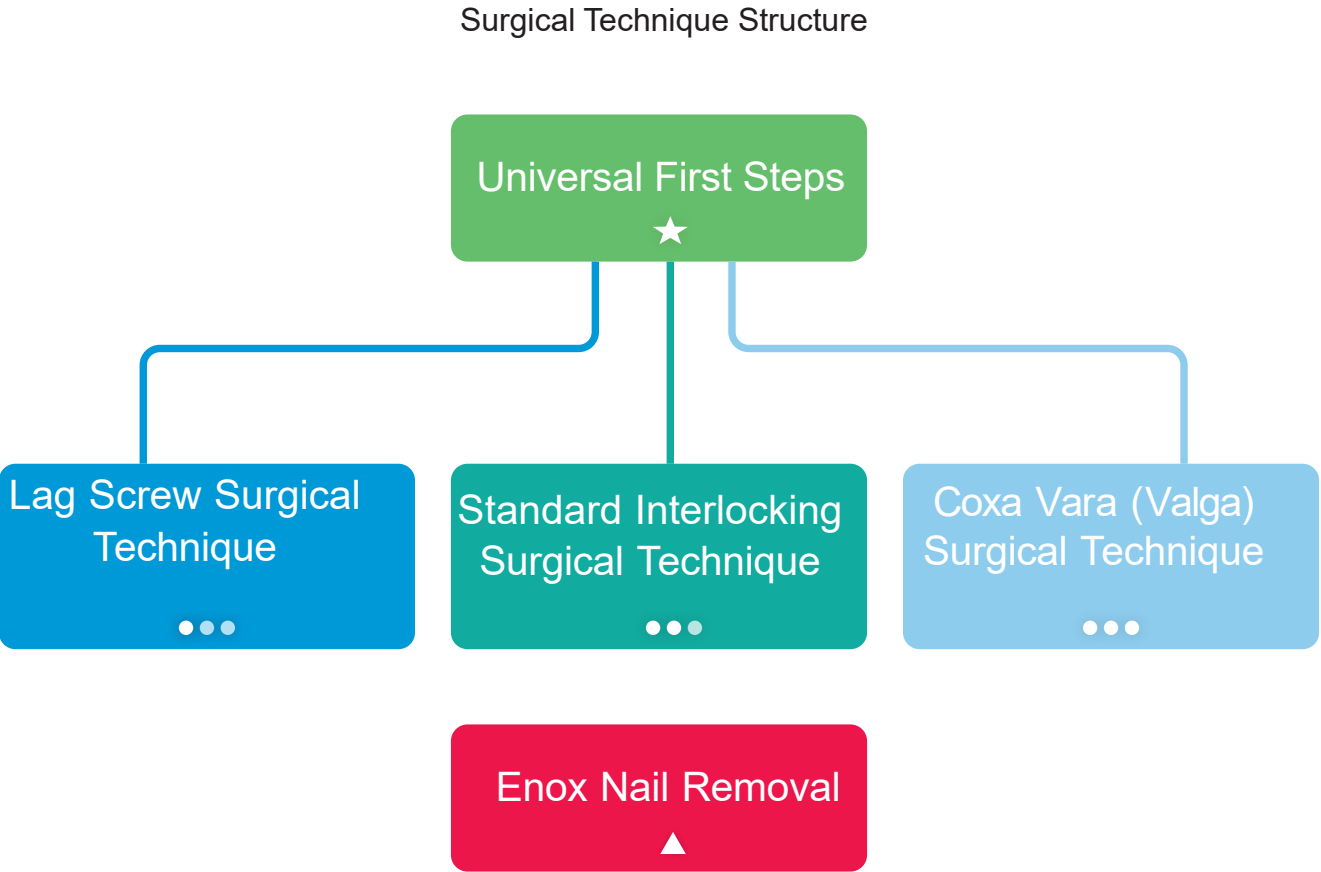 Surgical Technique Structure
Universal First Steps
Lag Screw Surgical
Technique
Standard Interlocking
Surgical Technique
Coxa Vara (Valga)
Surgical Technique
Enox Nail Removal